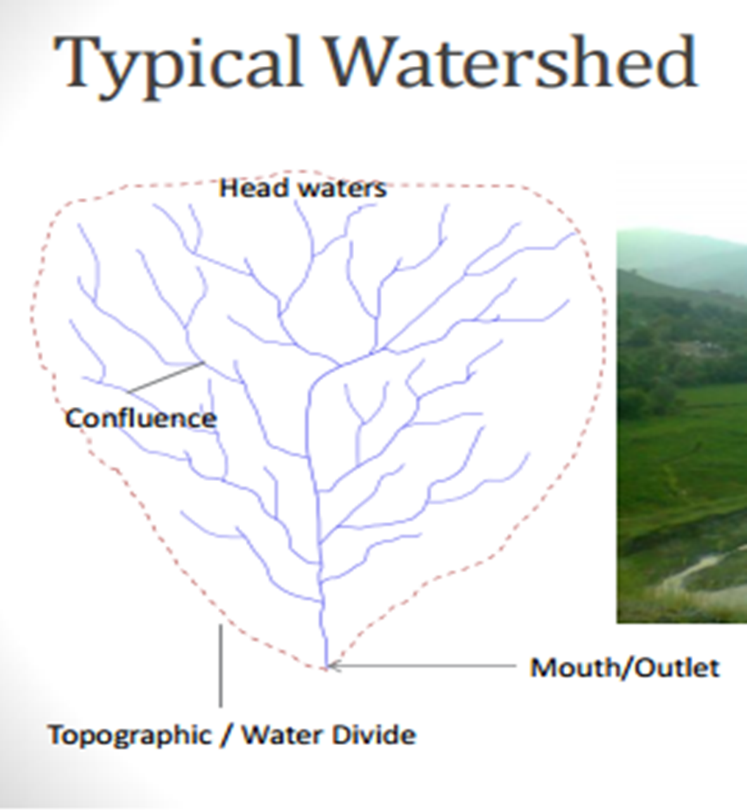 Typical Watershed
Head waters
Confluence
Mouth/Outlet
Topographic / Water Divide